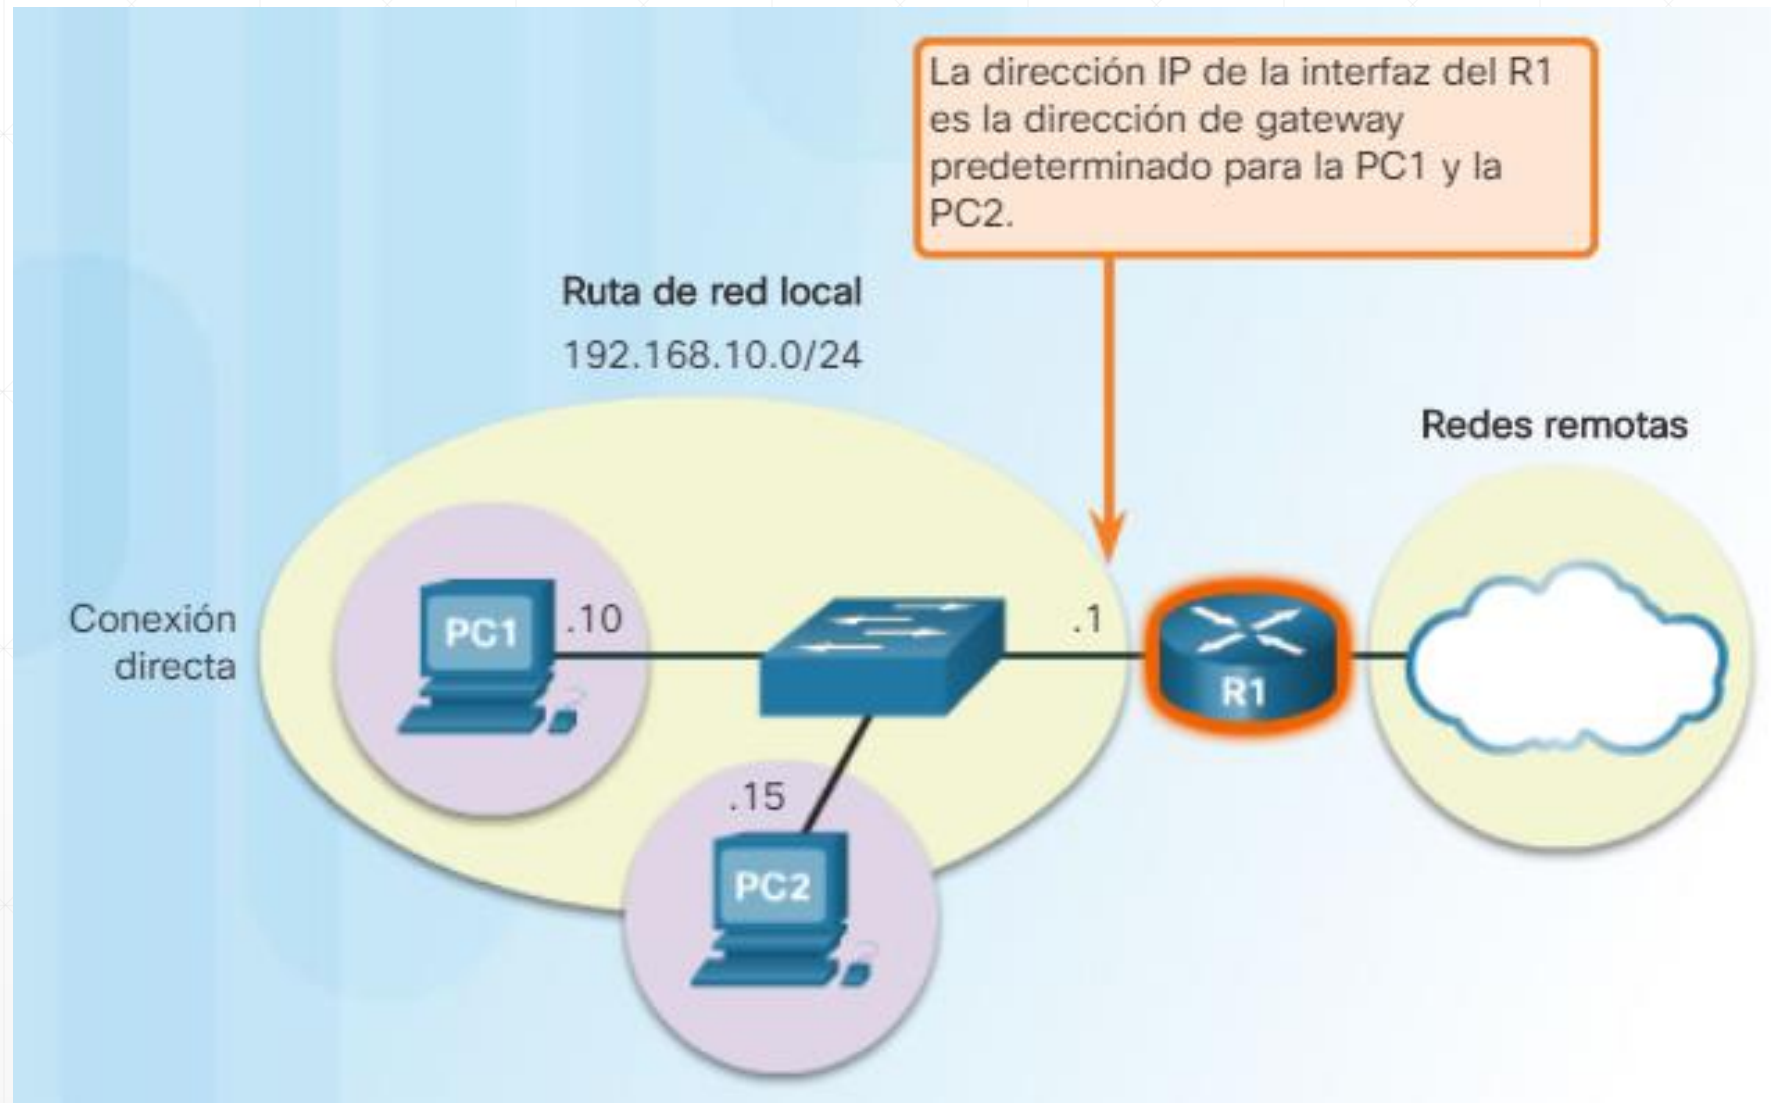 La dirección IP de la interfaz del R1
es la dirección de gateway
predeterminado para la PC1 y la
PC2.
Ruta de red local
192.168.10.0/24
Redes remotas
Conexión
directa
PC1
.10
.1
R1
.15
PC2